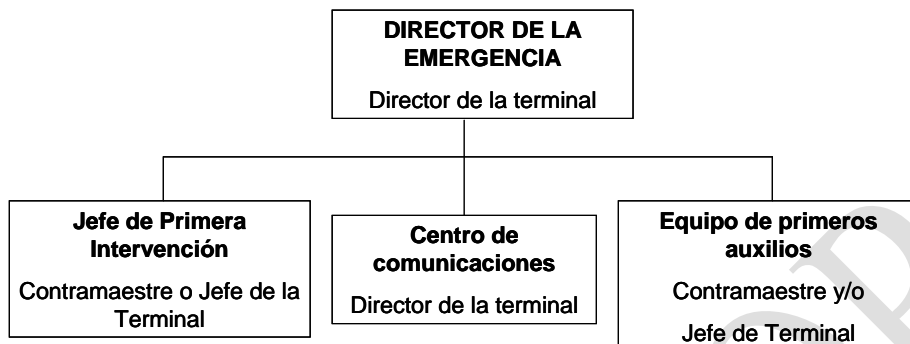 DIRECTOR DE LA
EMERGENCIA
Director de la terminal
Jefe de Primera
Intervención
Contramaestre o Jefe de la
Terminal
Centro de
comunicaciones
Director de la terminal
Equipo de primeros
auxilios
Contramaestre y/o
Jefe de Terminal